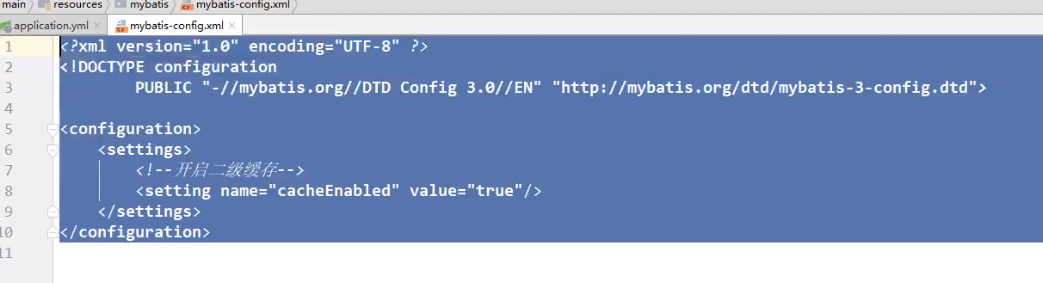 main resources mybatis mybatis-config.xml
application.yml × mybatis-config.xml ×
1 <?xml version="1.0" encoding="UTF-8" ?>
2 <!DOCTYPE configuration
3 PUBLIC "-//mybatis.org//DTD Config 3.0//EN" "http://mybatis.org/dtd/mybatis-3-config.dtd">
4
5 <configuration>
6 <settings>
7 <!--开启二级缓存-->
8 <setting name="cacheEnabled" value="true"/>
9 </settings>
10 </configuration>
11